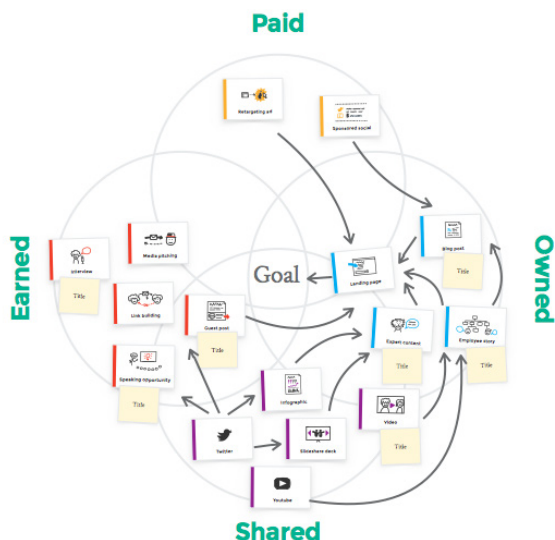 Paid
Retargeting ad
Sponsored social
Earned
Owned
Blog post
Title
Media pitching
Interview
Title
Goal
Landing page
Link building
Guest post
Title
Expert content
Title
Employee story
Title
Speaking opportunity
Title
Infographic
Video
Title
Twitter
Slideshare deck
Youtube
Shared